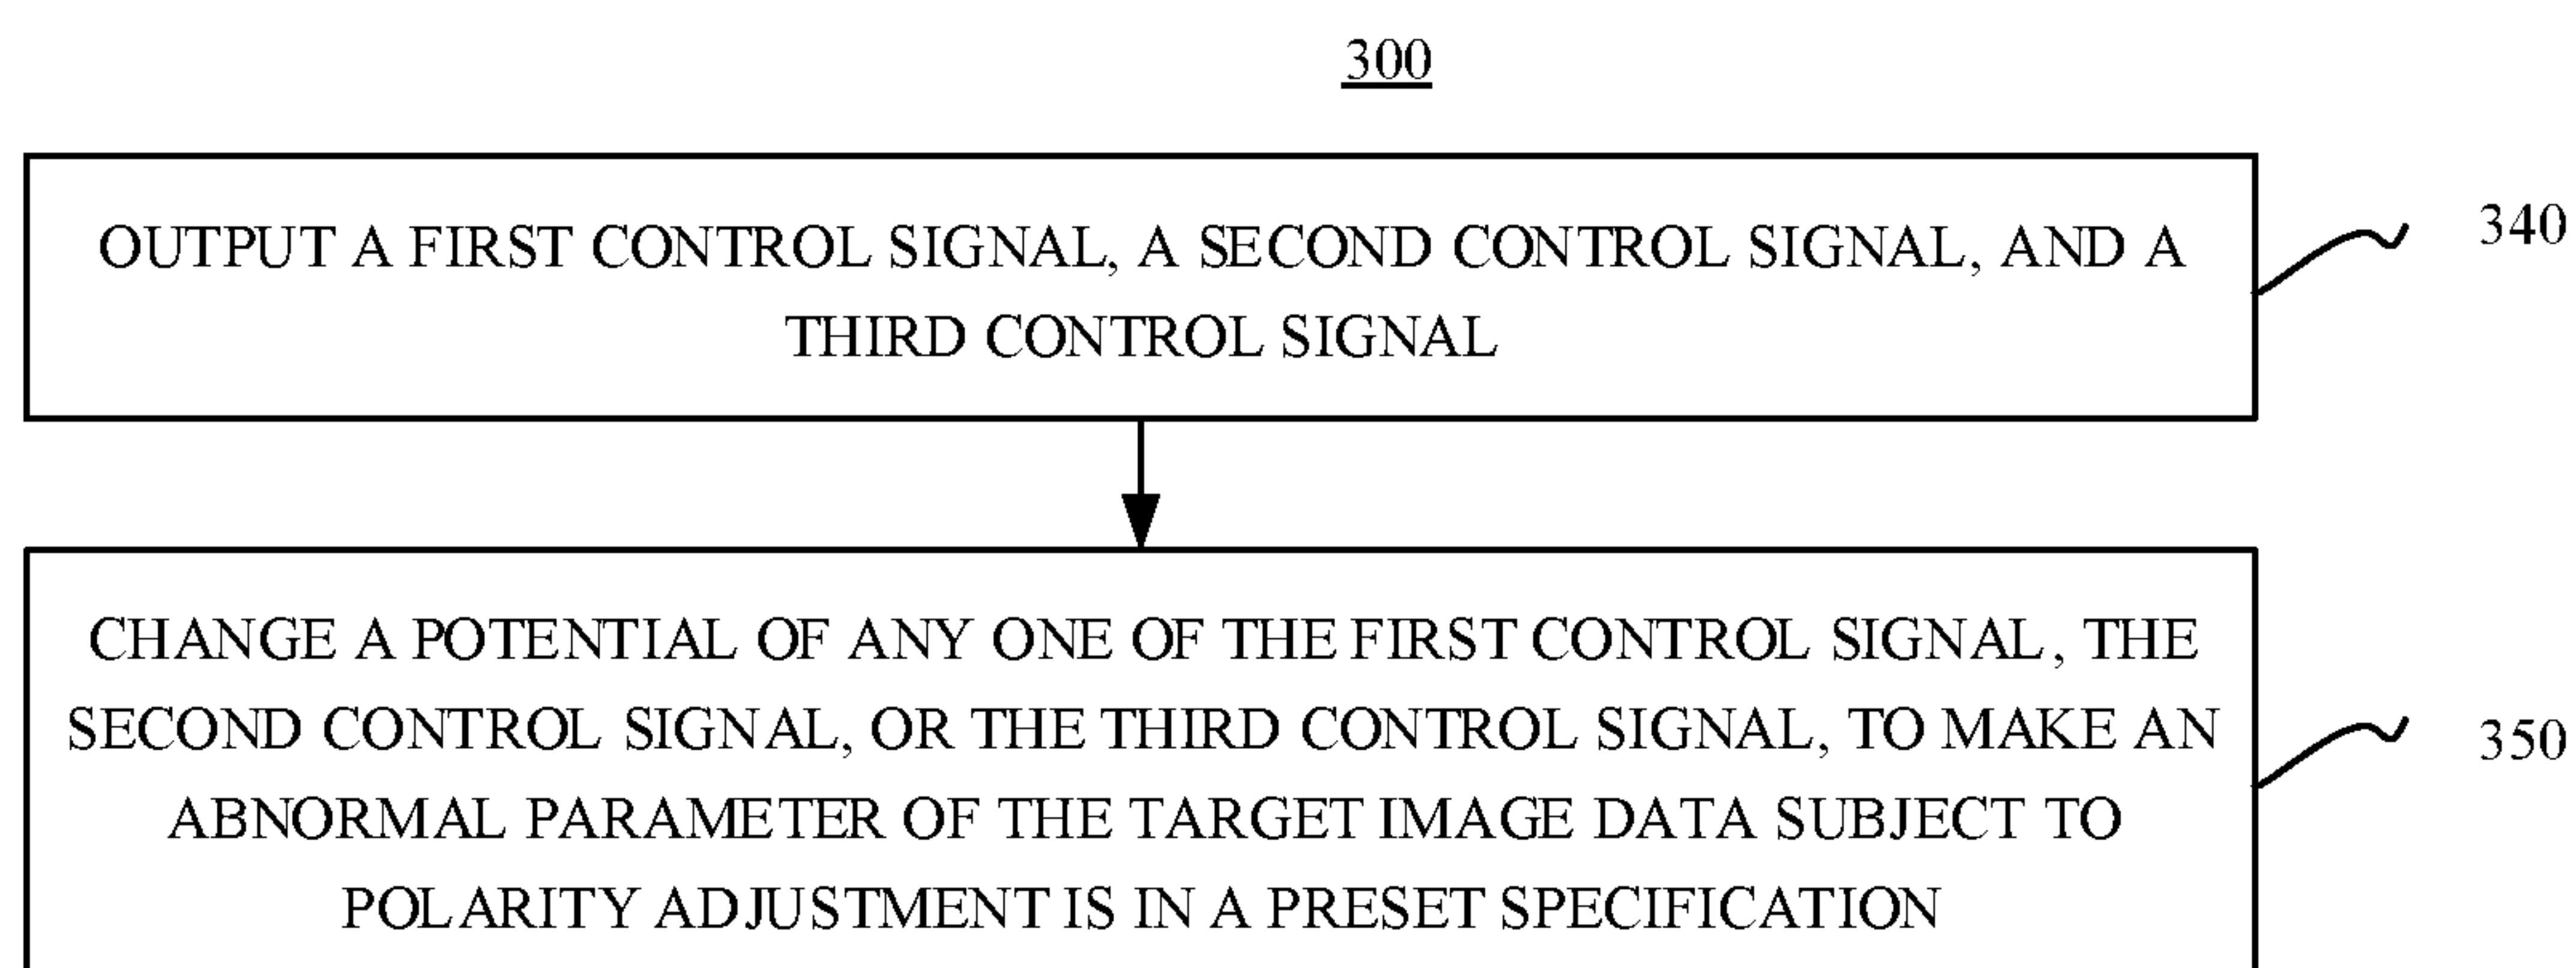 300
OUTPUT A FIRST CONTROL SIGNAL, A SECOND CONTROL SIGNAL, AND A
THIRD CONTROL SIGNAL
340
CHANGE A POTENTIAL OF ANY ONE OF THE FIRST CONTROL SIGNAL, THE
SECOND CONTROL SIGNAL, OR THE THIRD CONTROL SIGNAL, TO MAKE AN
ABNORMAL PARAMETER OF THE TARGET IMAGE DATA SUBJECT TO
POLARITY ADJUSTMENT IS IN A PRESET SPECIFICATION
350